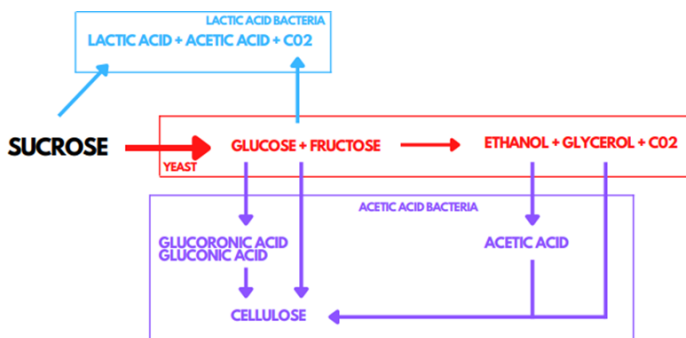 LACTIC ACID BACTERIA
LACTIC ACID + ACETIC ACID + C02
SUCROSE
GLUCOSE + FRUCTOSE
ETHANOL + GLYCEROL + C02
YEAST
ACETIC ACID BACTERIA
GLUCORONIC ACID
GLUCONIC ACID
ACETIC ACID
CELLULOSE